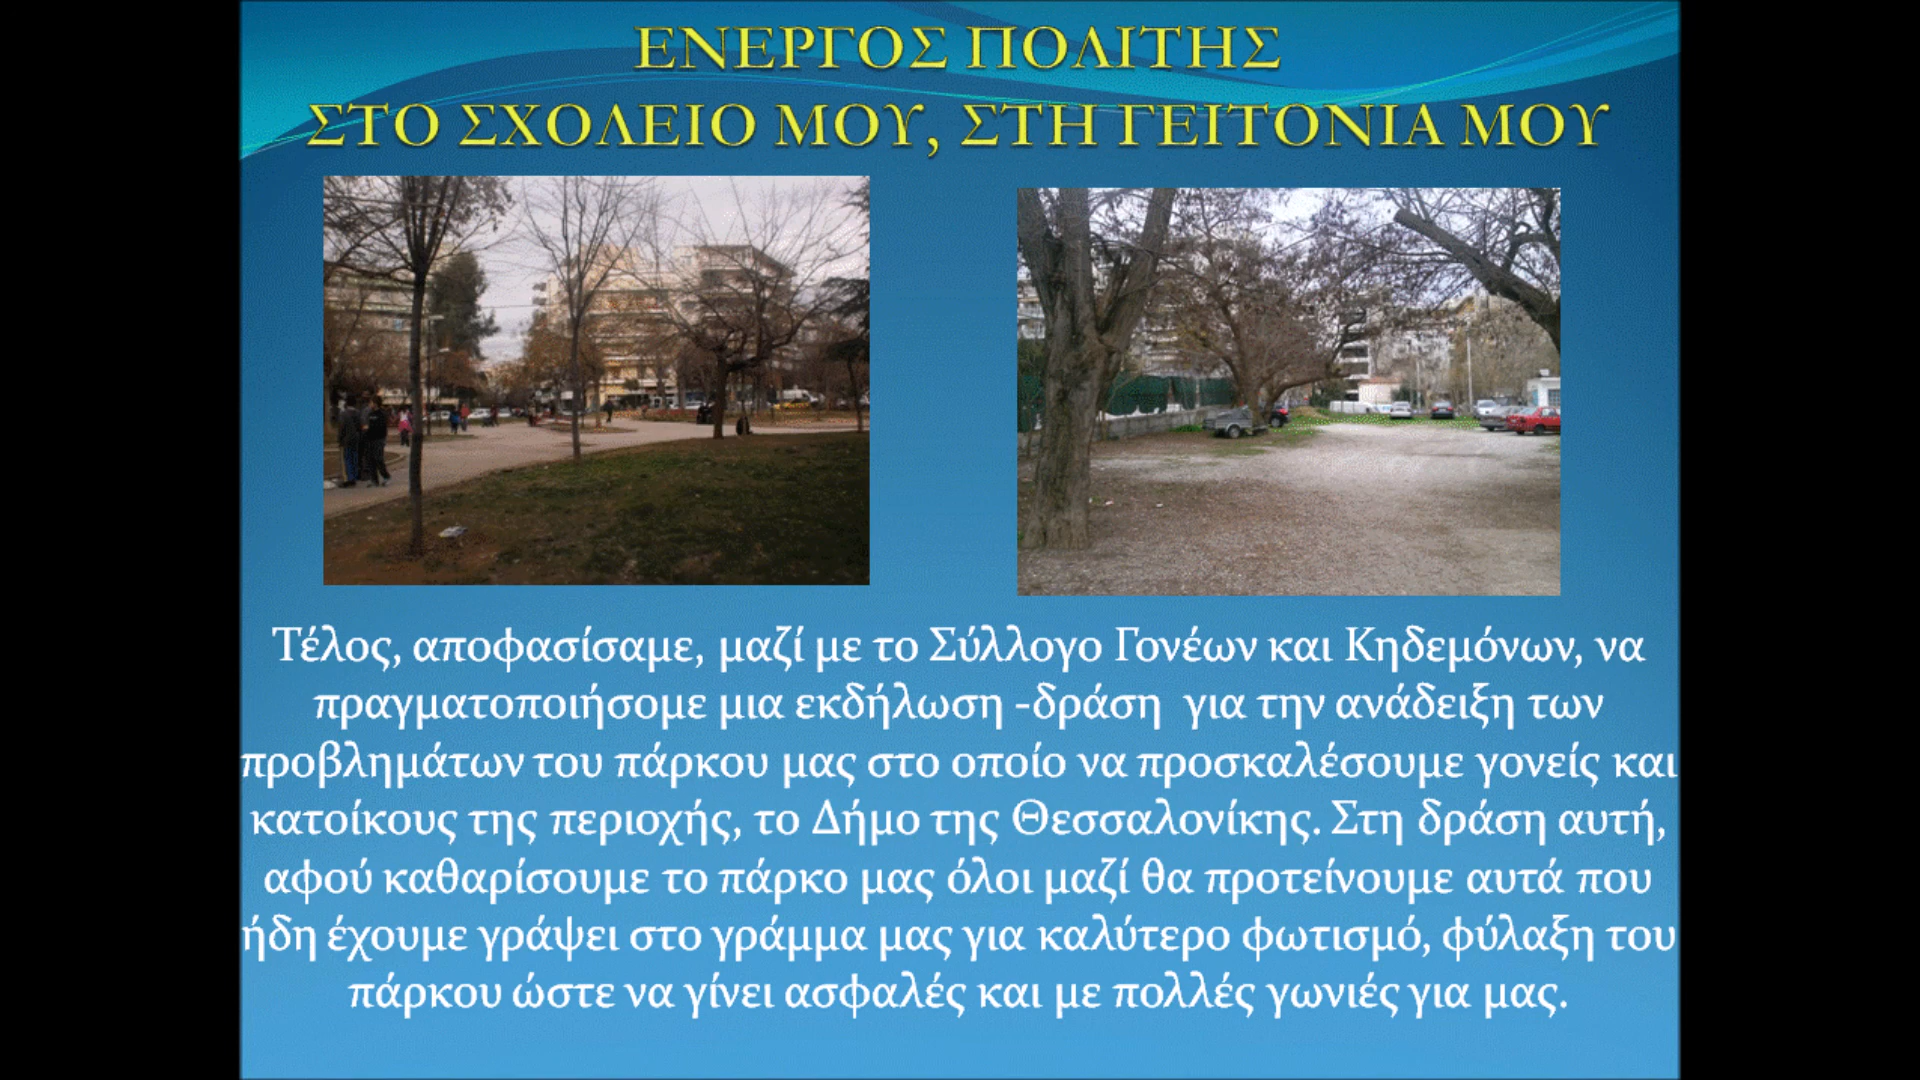 ΕΝΕΡΓΟΣ ΠΟΛΙΤΗΣ
ΣΤΟ ΣΧΟΛΕΙΟ ΜΟΥ, ΣΤΗ ΓΕΙΤΟΝΙΑ ΜΟΥ
Τέλος, αποφασίσαμε, μαζί με το Σύλλογο Γονέων και Κηδεμόνων, να
πραγματοποιήσομε μια εκδήλωση -δράση για την ανάδειξη των
προβλημάτων του πάρκου μας στο οποίο να προσκαλέσουμε γονείς και
κατοίκους της περιοχής, το Δήμο της Θεσσαλονίκης. Στη δράση αυτή,
αφού καθαρίσουμε το πάρκο μας όλοι μαζί θα προτείνουμε αυτά που
ήδη έχουμε γράψει στο γράμμα μας για καλύτερο φωτισμό, φύλαξη του
πάρκου ώστε να γίνει ασφαλές και με πολλές γωνιές για μας.